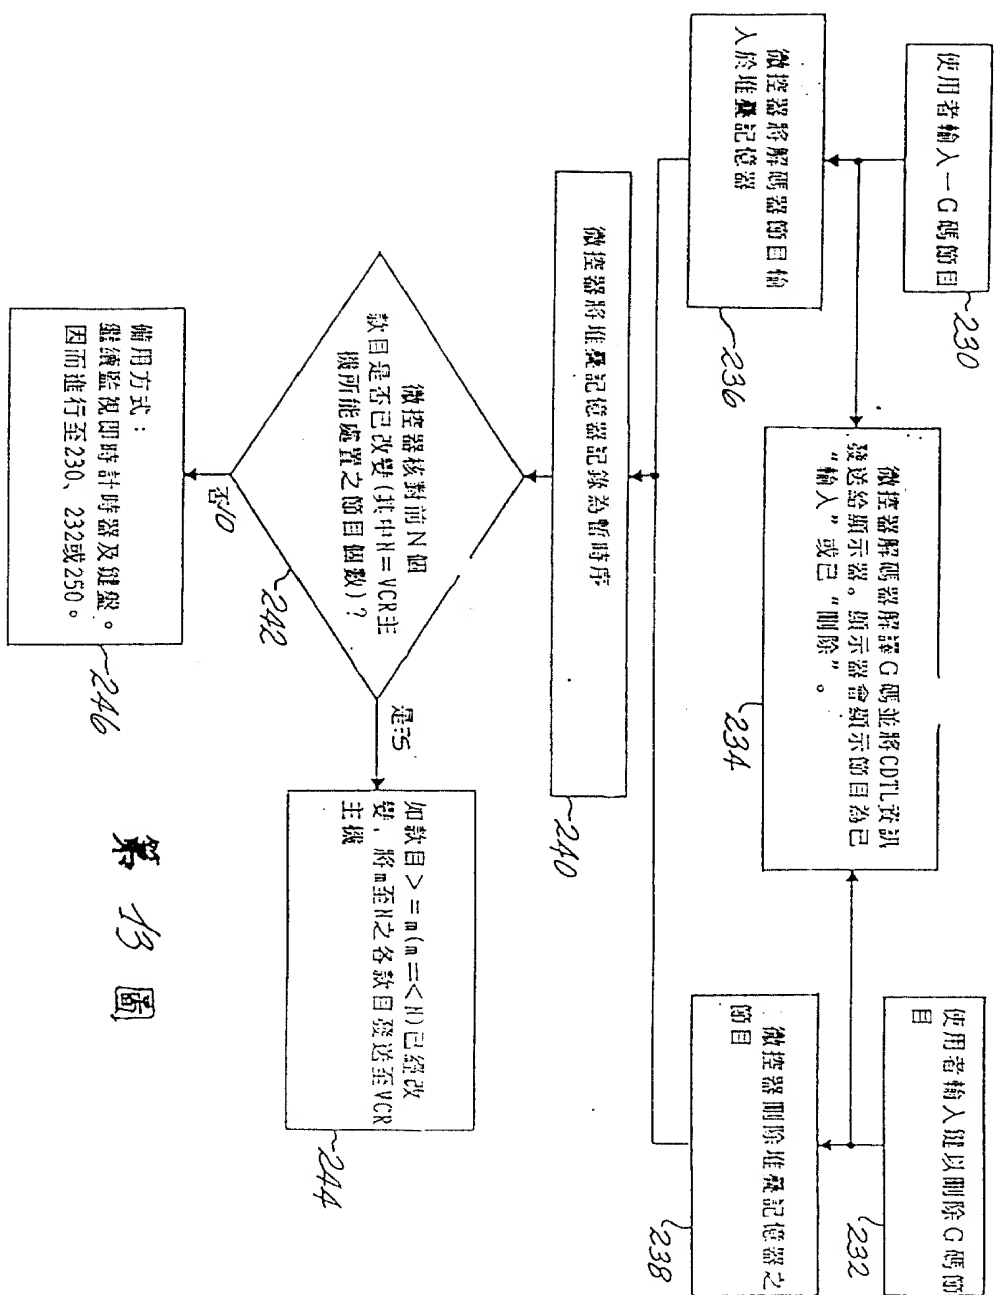 使用者輸入一G碼節目
230
微控器將解碼器節目輸
入於堆疊記憶器
236
微控器解碼器解譯G碼並將CDTL資訊
發送給顯示器。顯示器會顯示節目為已
“輸入”或已“刪除”。
234
使用者輸入鍵以刪除G碼節
目
232
微控器刪除堆疊記憶器之
節目
238
微控器將堆疊記憶器記錄為暫時序
240
微控器核對前N個
款目是否已改變(其中N=VCR主
機所能處置之節目個數)?
242
是
否
如款目>=m(m=<N)已經改
變,將m至N之各款目發送至VCR
主機
244
備用方式:
繼續監視即時計時器及鍵盤。
因而進行至230、232或250。
246
第13圖